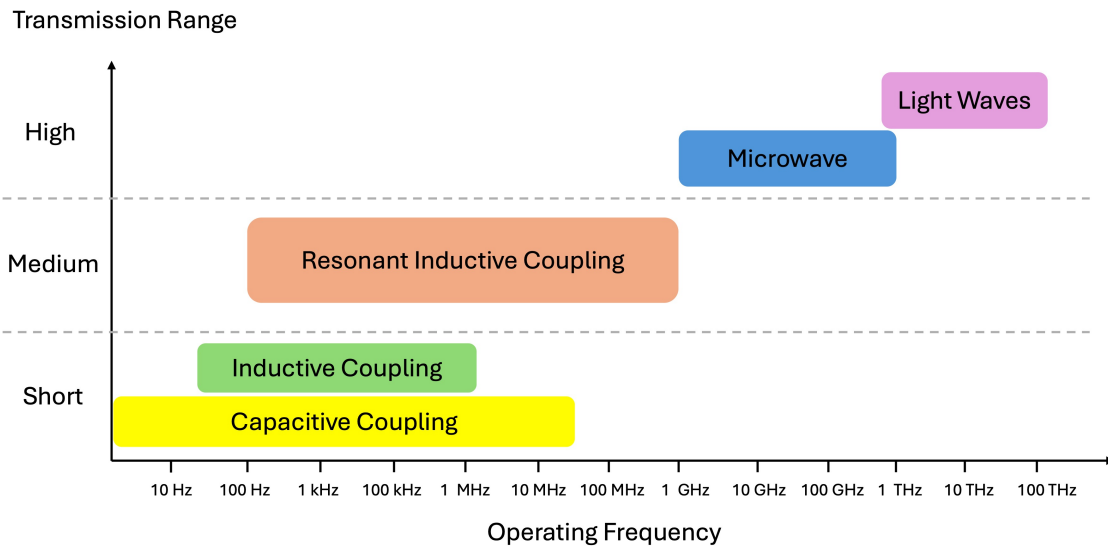 Transmission Range
High
Light Waves
Microwave
Medium
Resonant Inductive Coupling
Short
Inductive Coupling
Capacitive Coupling
10 Hz 100 Hz 1 kHz 100 kHz 1 MHz 10 MHz 100 MHz 1 GHz 10 GHz 100 GHz 1 THz 10 THz 100 THz
Operating Frequency